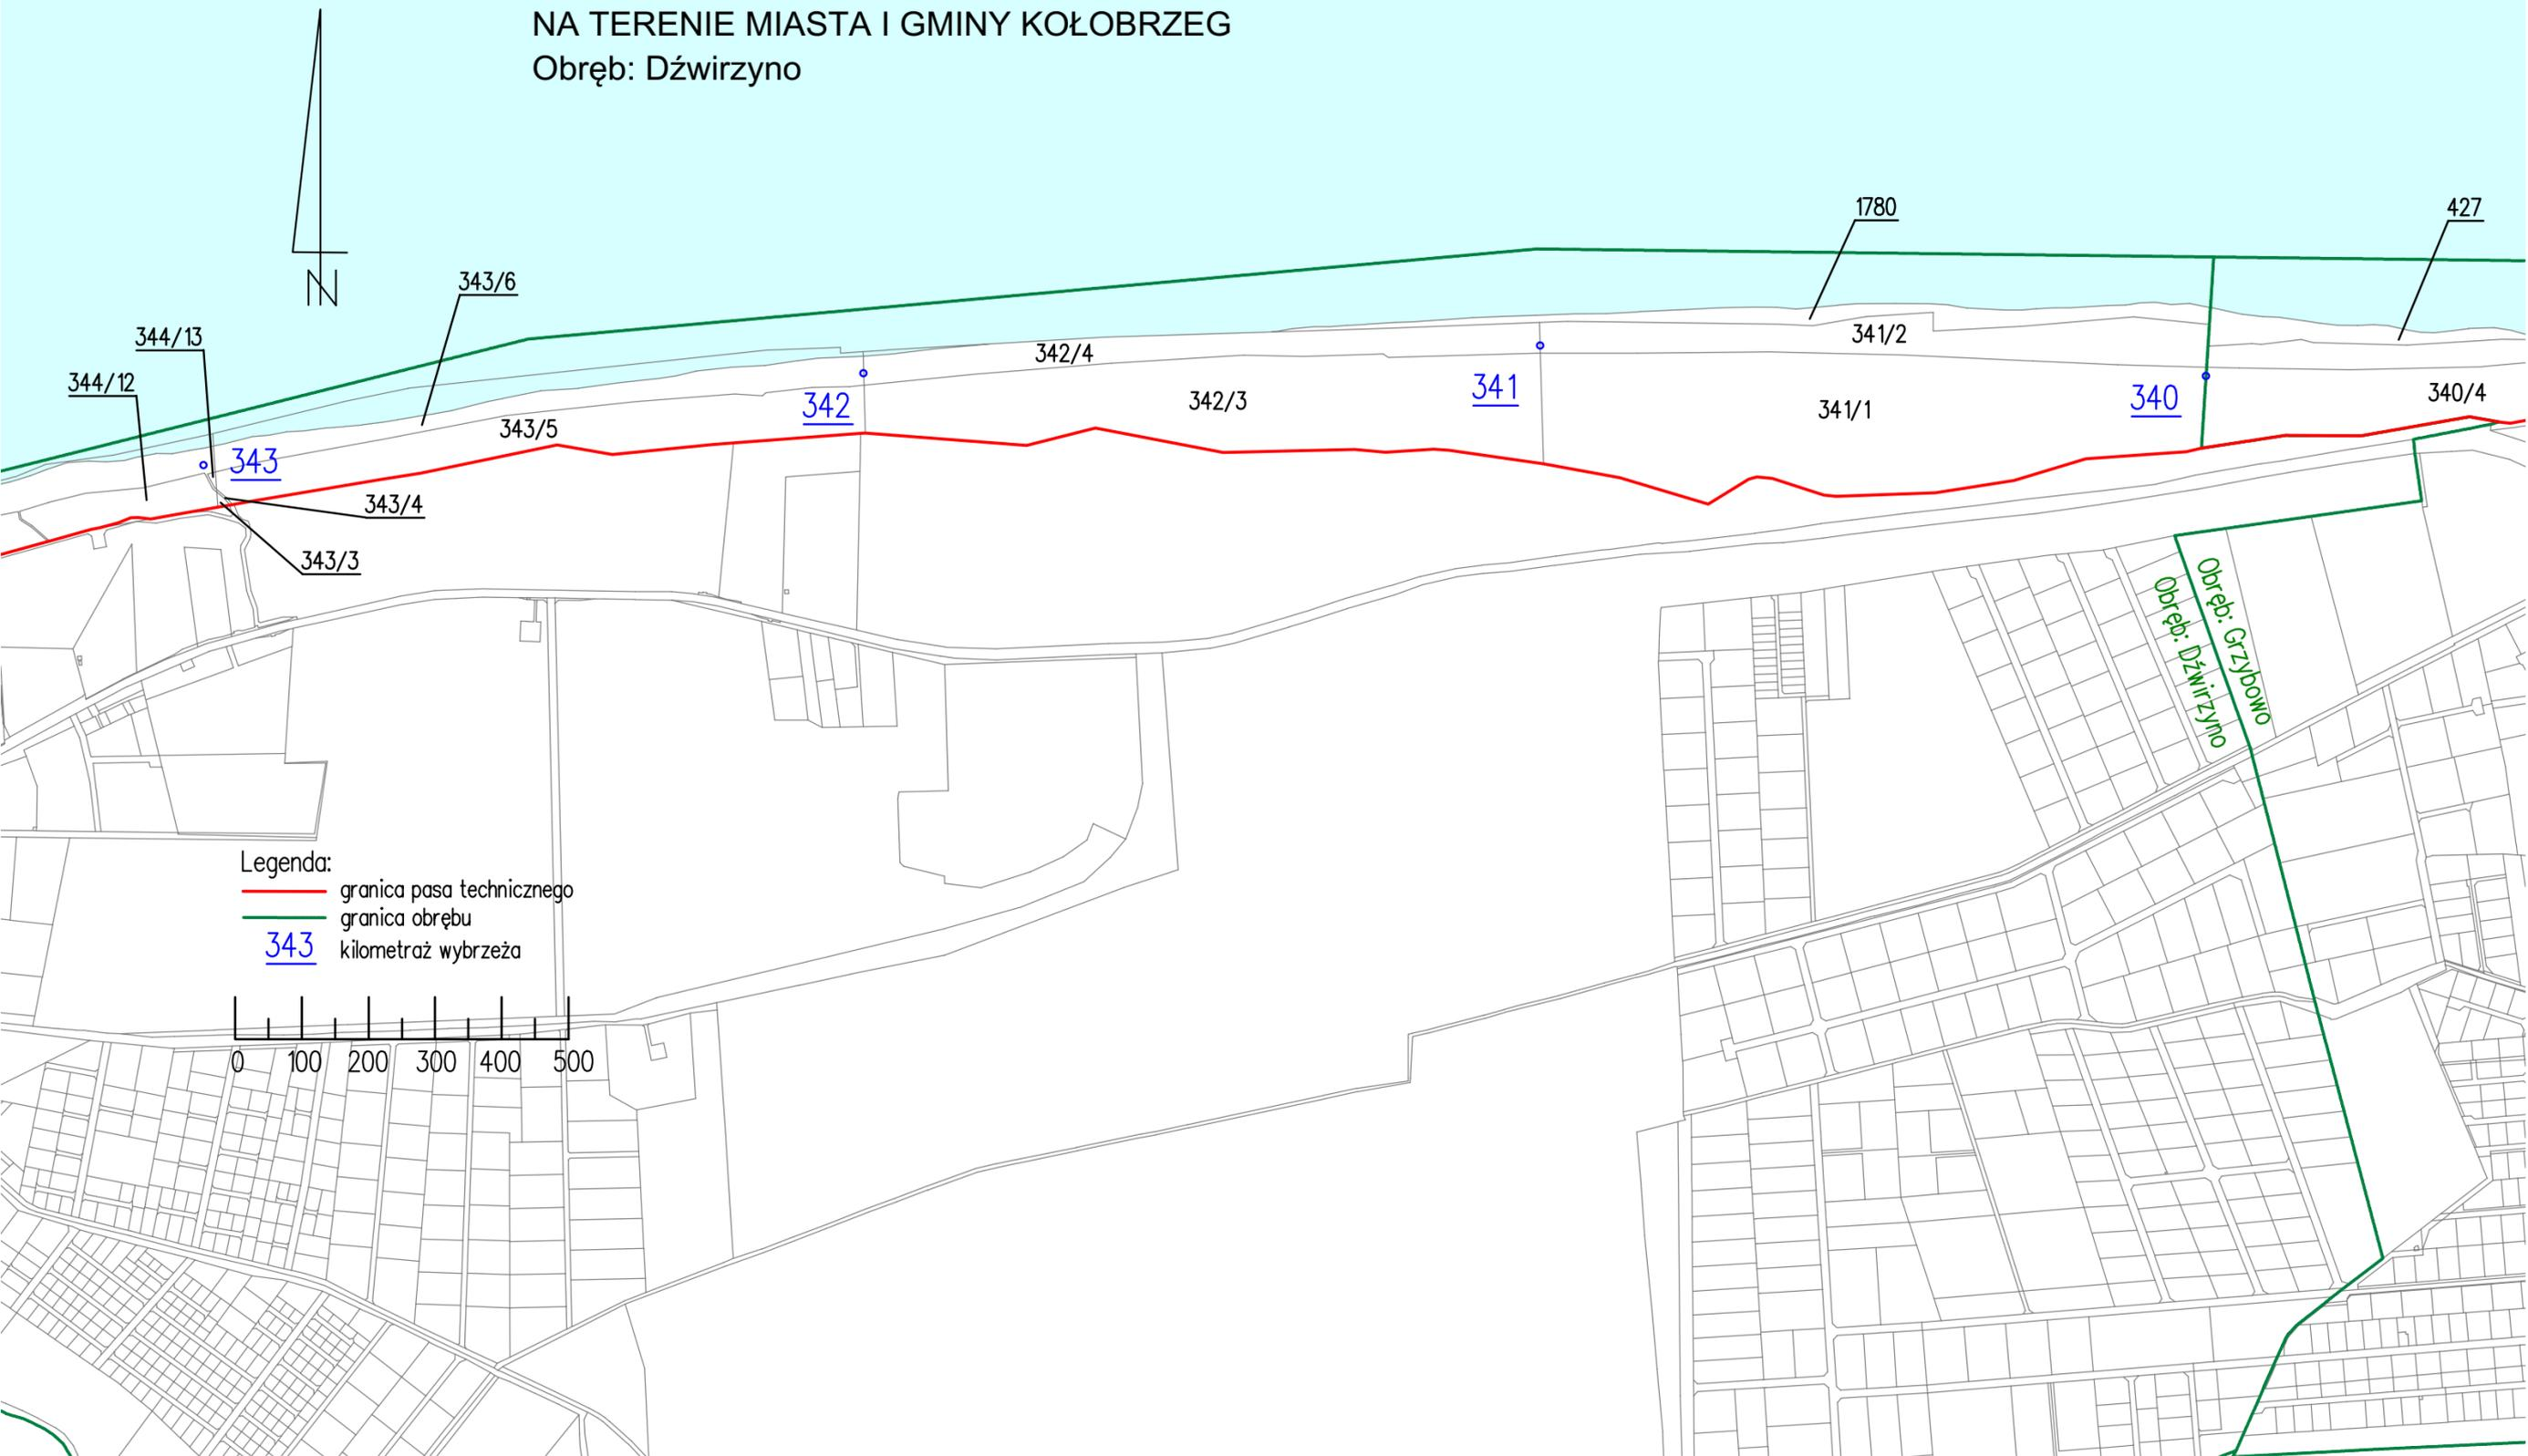 NA TERENIE MIASTA I GMINY KOŁOBRZEG
Obręb: Dźwirzyno
N
1780
427
343/6
344/13
341/2
342/4
344/12
341
340
340/4
342/3
342
341/1
343/5
343
343/4
343/3
Obręb: Grzybowo
Obręb: Dźwirzyno
Legenda:
granica pasa technicznego
granica obrębu
343 kilometraż wybrzeża
0 100 200 300 400 500